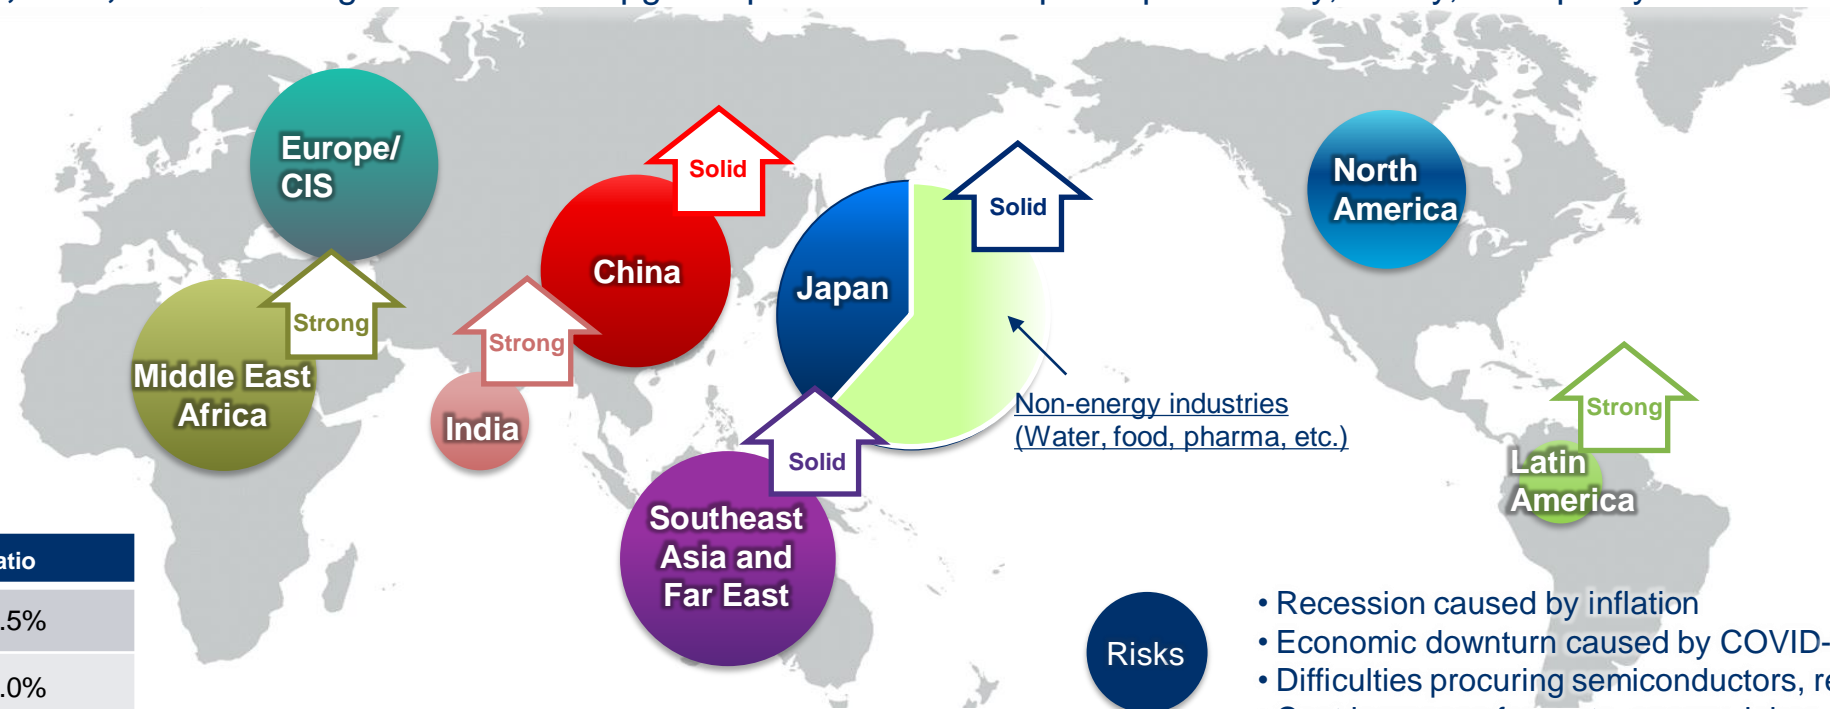 Europe/
CIS
Solid
North
America
Solid
China
Japan
Strong
Strong
Middle East
Africa
India
Non-energy industries
(Water, food, pharma, etc.)
Strong
Solid
Latin
America
Southeast
Asia and
Far East
.5%
.0%
Risks
• Recession caused by inflation
• Economic downturn caused by COVID-
• Difficulties procuring semiconductors,